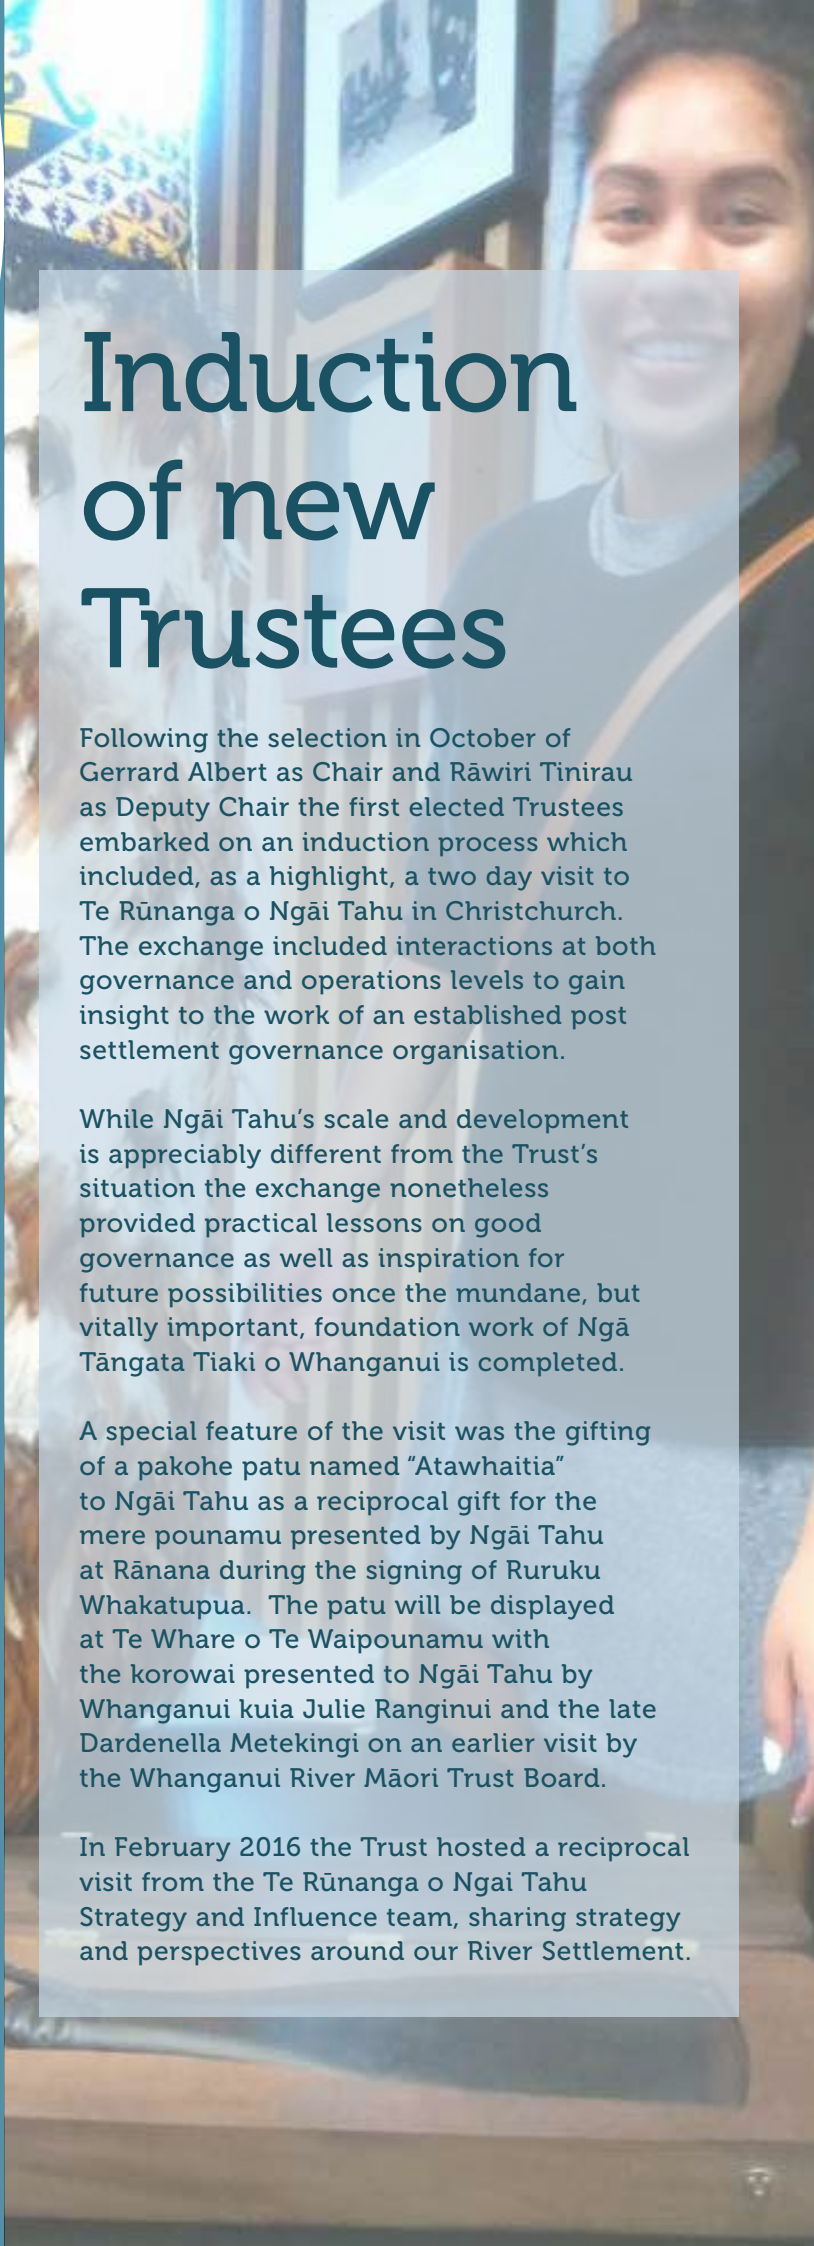 Induction
of new
Trustees
Following the selection in October of
Gerrard Albert as Chair and Rāwiri Tinirau
as Deputy Chair the first elected Trustees
embarked on an induction process which
included, as a highlight, a two day visit to
Te Rūnanga o Ngāi Tahu in Christchurch.
The exchange included interactions at both
governance and operations levels to gain
insight to the work of an established post
settlement governance organisation.
While Ngāi Tahu’s scale and development
is appreciably different from the Trust’s
situation the exchange nonetheless
provided practical lessons on good
governance as well as inspiration for
future possibilities once the mundane, but
vitally important, foundation work of Ngā
Tāngata Tiaki o Whanganui is completed.
A special feature of the visit was the gifting
of a pakohe patu named “Atawhaitia”
to Ngāi Tahu as a reciprocal gift for the
mere pounamu presented by Ngāi Tahu
at Rānana during the signing of Ruruku
Whakatupua.  The patu will be displayed
at Te Whare o Te Waipounamu with
the korowai presented to Ngāi Tahu by
Whanganui kuia Julie Ranginui and the late
Dardenella Metekingi on an earlier visit by
the Whanganui River Māori Trust Board.
In February 2016 the Trust hosted a reciprocal
visit from the Te Rūnanga o Ngai Tahu
Strategy and Influence team, sharing strategy
and perspectives around our River Settlement.